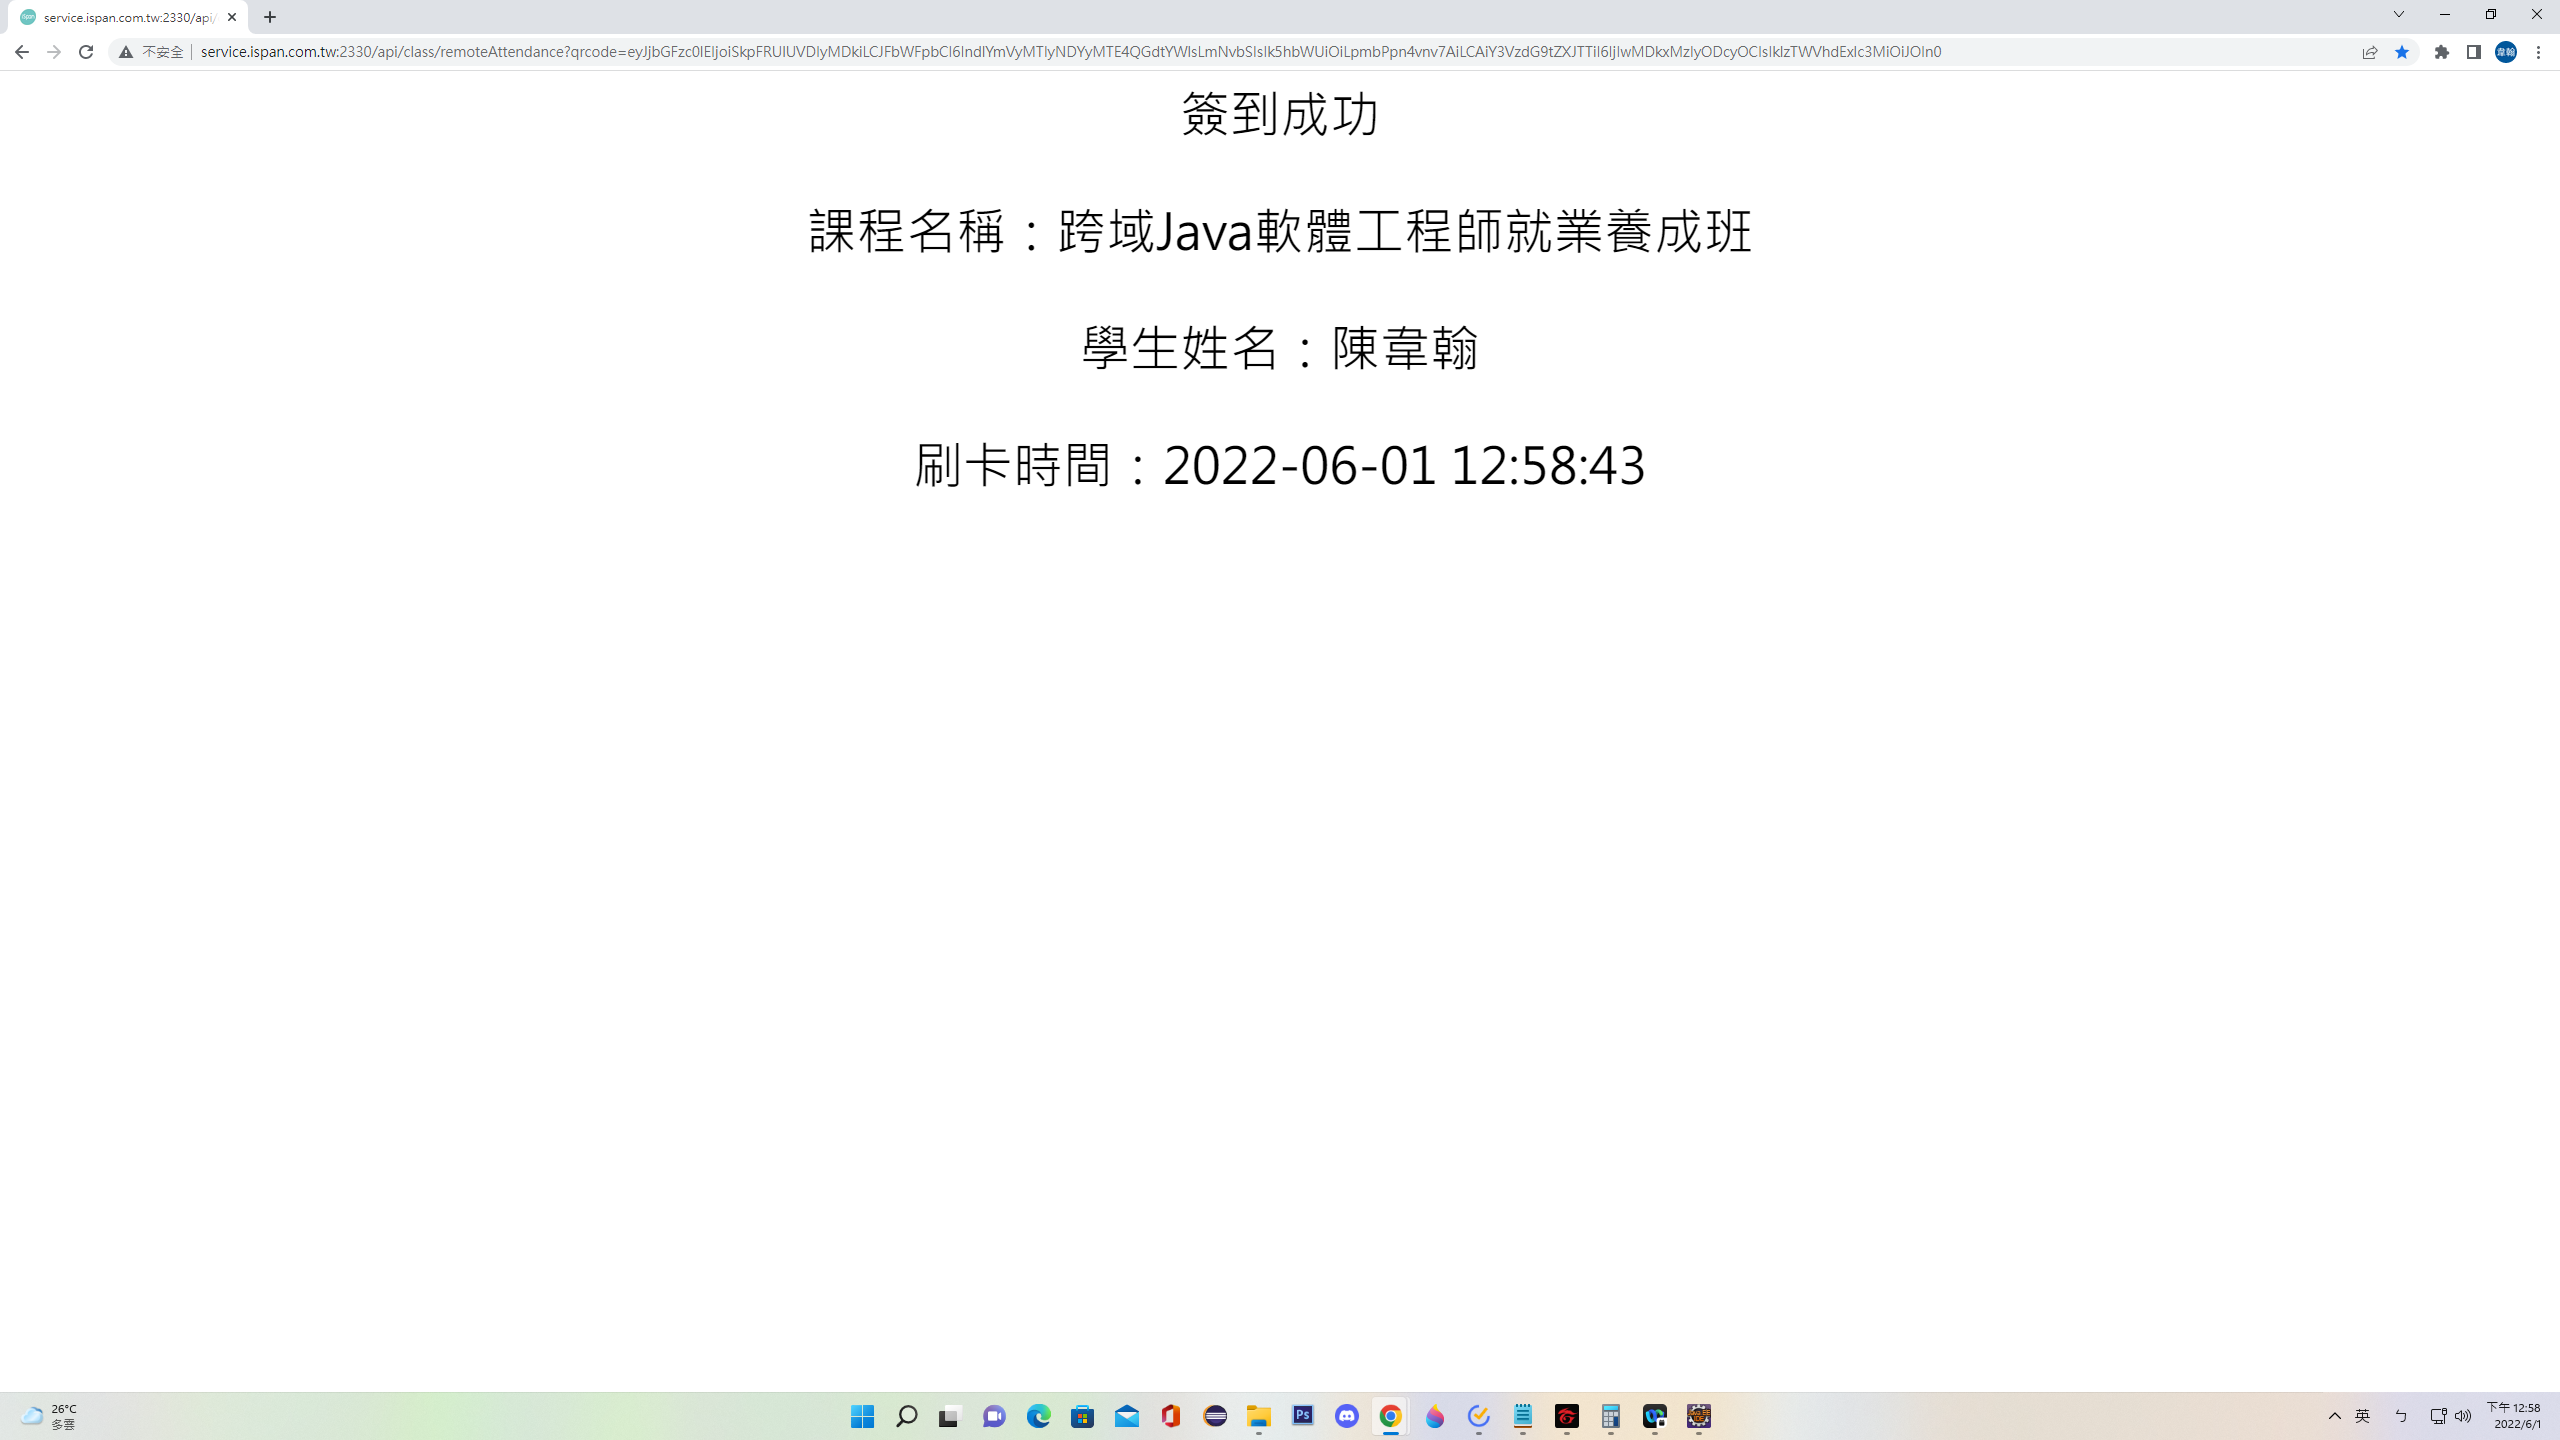 service.ispan.com.tw:2330/api/
不安全
service.ispan.com.tw:2330/api/class/remoteAttendance?qrcode=
簽到成功
課程名稱：跨域Java軟體工程師就業養成班
學生姓名：陳韋翰
刷卡時間：2022-06-01 12:58:43
26°C
多雲
Ps
英
ㄅ
下午 12:58
2022/6/1